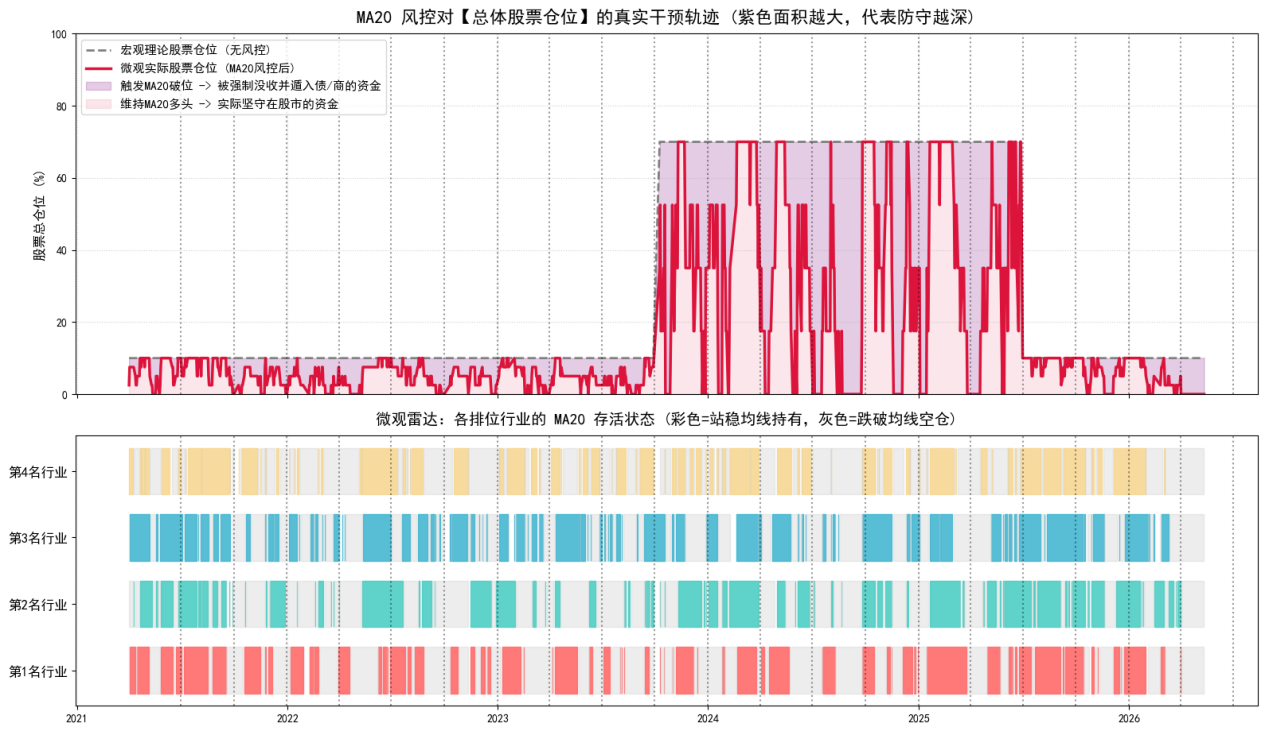 MA20 风控对【总体股票仓位】的真实干预轨迹 (紫色面积越大，代表防守越深)
宏观理论股票仓位 (无风控)
微观实际股票仓位 (MA20风控后)
触发MA20破位 -> 被强制没收并遁入债/商的资金
维持MA20多头 -> 实际坚守在股市的资金
股票总仓位 (%)
100
80
60
40
20
0
微观雷达: 各排位行业的 MA20 存活状态 (彩色=站稳均线持有, 灰色=跌破均线空仓)
第4名行业
第3名行业
第2名行业
第1名行业
2021
2022
2023
2024
2025
2026